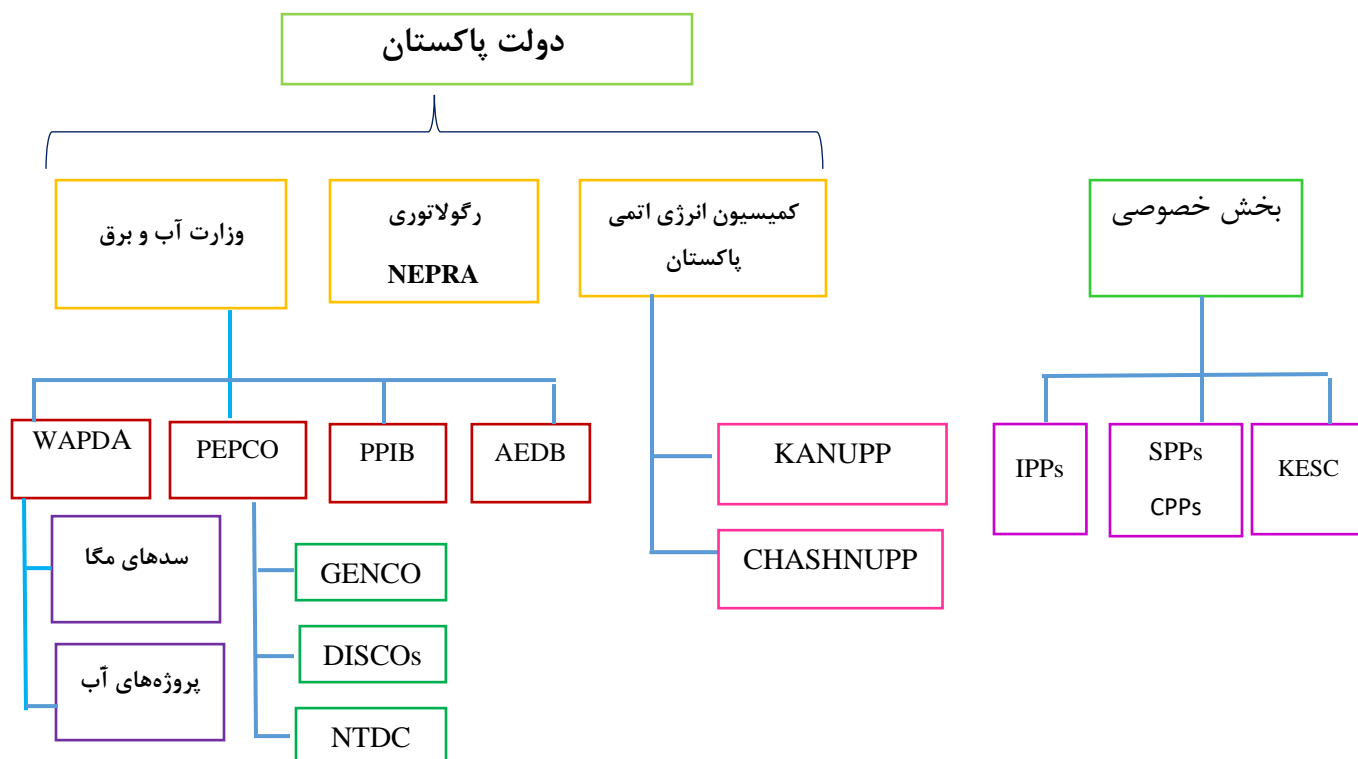 دولت پاکستان
وزارت آب و برق
رگولاتوری
NEPRA
کمیسیون انرژی اتمی
پاکستان
بخش خصوصی
WAPDA
PEPCO
PPIB
AEDB
KANUPP
CHASHNUPP
IPPs
SPPs
CPPs
KESC
سدهای مگا
پروژه‌های آب
GENCO
DISCOs
NTDC